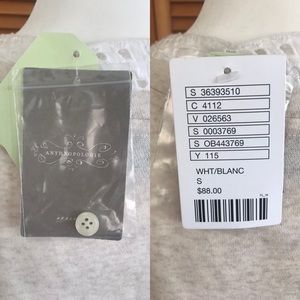 ANTHROPOLOGIE
S 36393510
C 4112
V 026563
S 0003769
S OB443769
Y 115
WHT/BLANC
S
$88.00